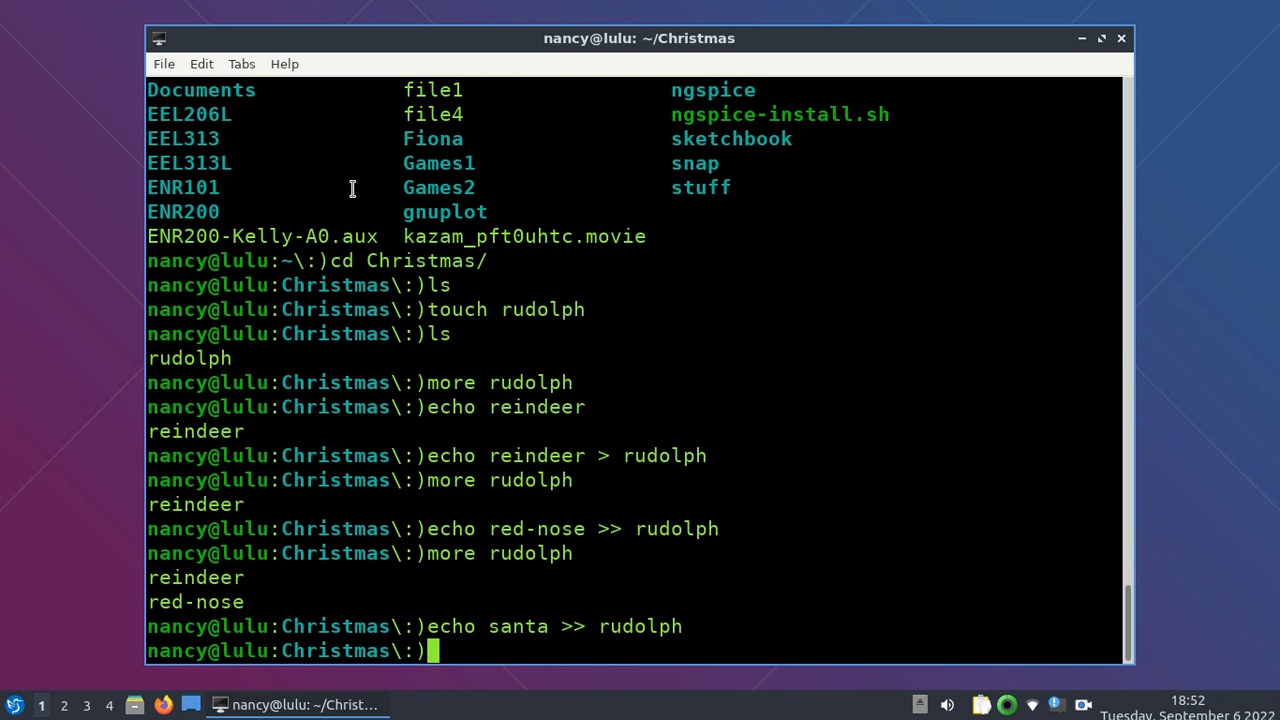 nancy@lulu: ~/Christmas
File Edit Tabs Help
Documents file1 ngspice
EEL206L file4 ngspice-install.sh
EEL313 Fiona sketchbook
EEL313L Games1 snap
ENR101 Games2 stuff
ENR200 gnuplot
ENR200-Kelly-A0.aux kazam_pft0uhtc.movie
nancy@lulu:~\:)cd Christmas/
nancy@lulu:Christmas\:)ls
nancy@lulu:Christmas\:)touch rudolph
nancy@lulu:Christmas\:)ls
rudolph
nancy@lulu:Christmas\:)more rudolph
nancy@lulu:Christmas\:)echo reindeer
reindeer
nancy@lulu:Christmas\:)echo reindeer > rudolph
nancy@lulu:Christmas\:)more rudolph
reindeer
nancy@lulu:Christmas\:)echo red-nose >> rudolph
nancy@lulu:Christmas\:)more rudolph
reindeer
red-nose
nancy@lulu:Christmas\:)echo santa >> rudolph
nancy@lulu:Christmas\:)
1 2 3 4 nancy@lulu: ~/Christ... 18:52
Tuesday, September 6 2022